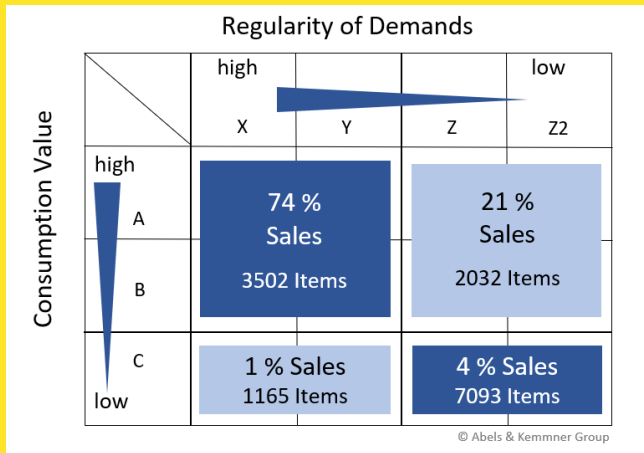 Regularity of Demands
high
low
X
Y
Z
Z2
Consumption Value
high
A
B
C
low
74 %
Sales
3502 Items
21 %
Sales
2032 Items
1 % Sales
1165 Items
4 % Sales
7093 Items
© Abels & Kemmner Group